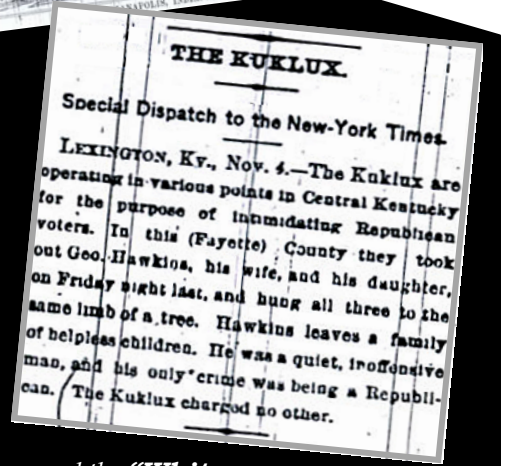 THE KUKLUX.
Special Dispatch to the New-York Times.
LEXINGTON, Ky., Nov. 4.—The Kuklux are
operating in various points in Central Kentucky
for the purpose of intimidating Republican
voters. In this (Fayette) County they took
out Geo. Hawkins, his wife, and his daughter,
on Friday night last, and hung all three to the
same limb of a tree. Hawkins leaves a family
of helpless children. He was a quiet, inoffensive
man, and his only crime was being a Republi-
can. The Kuklux charged no other.